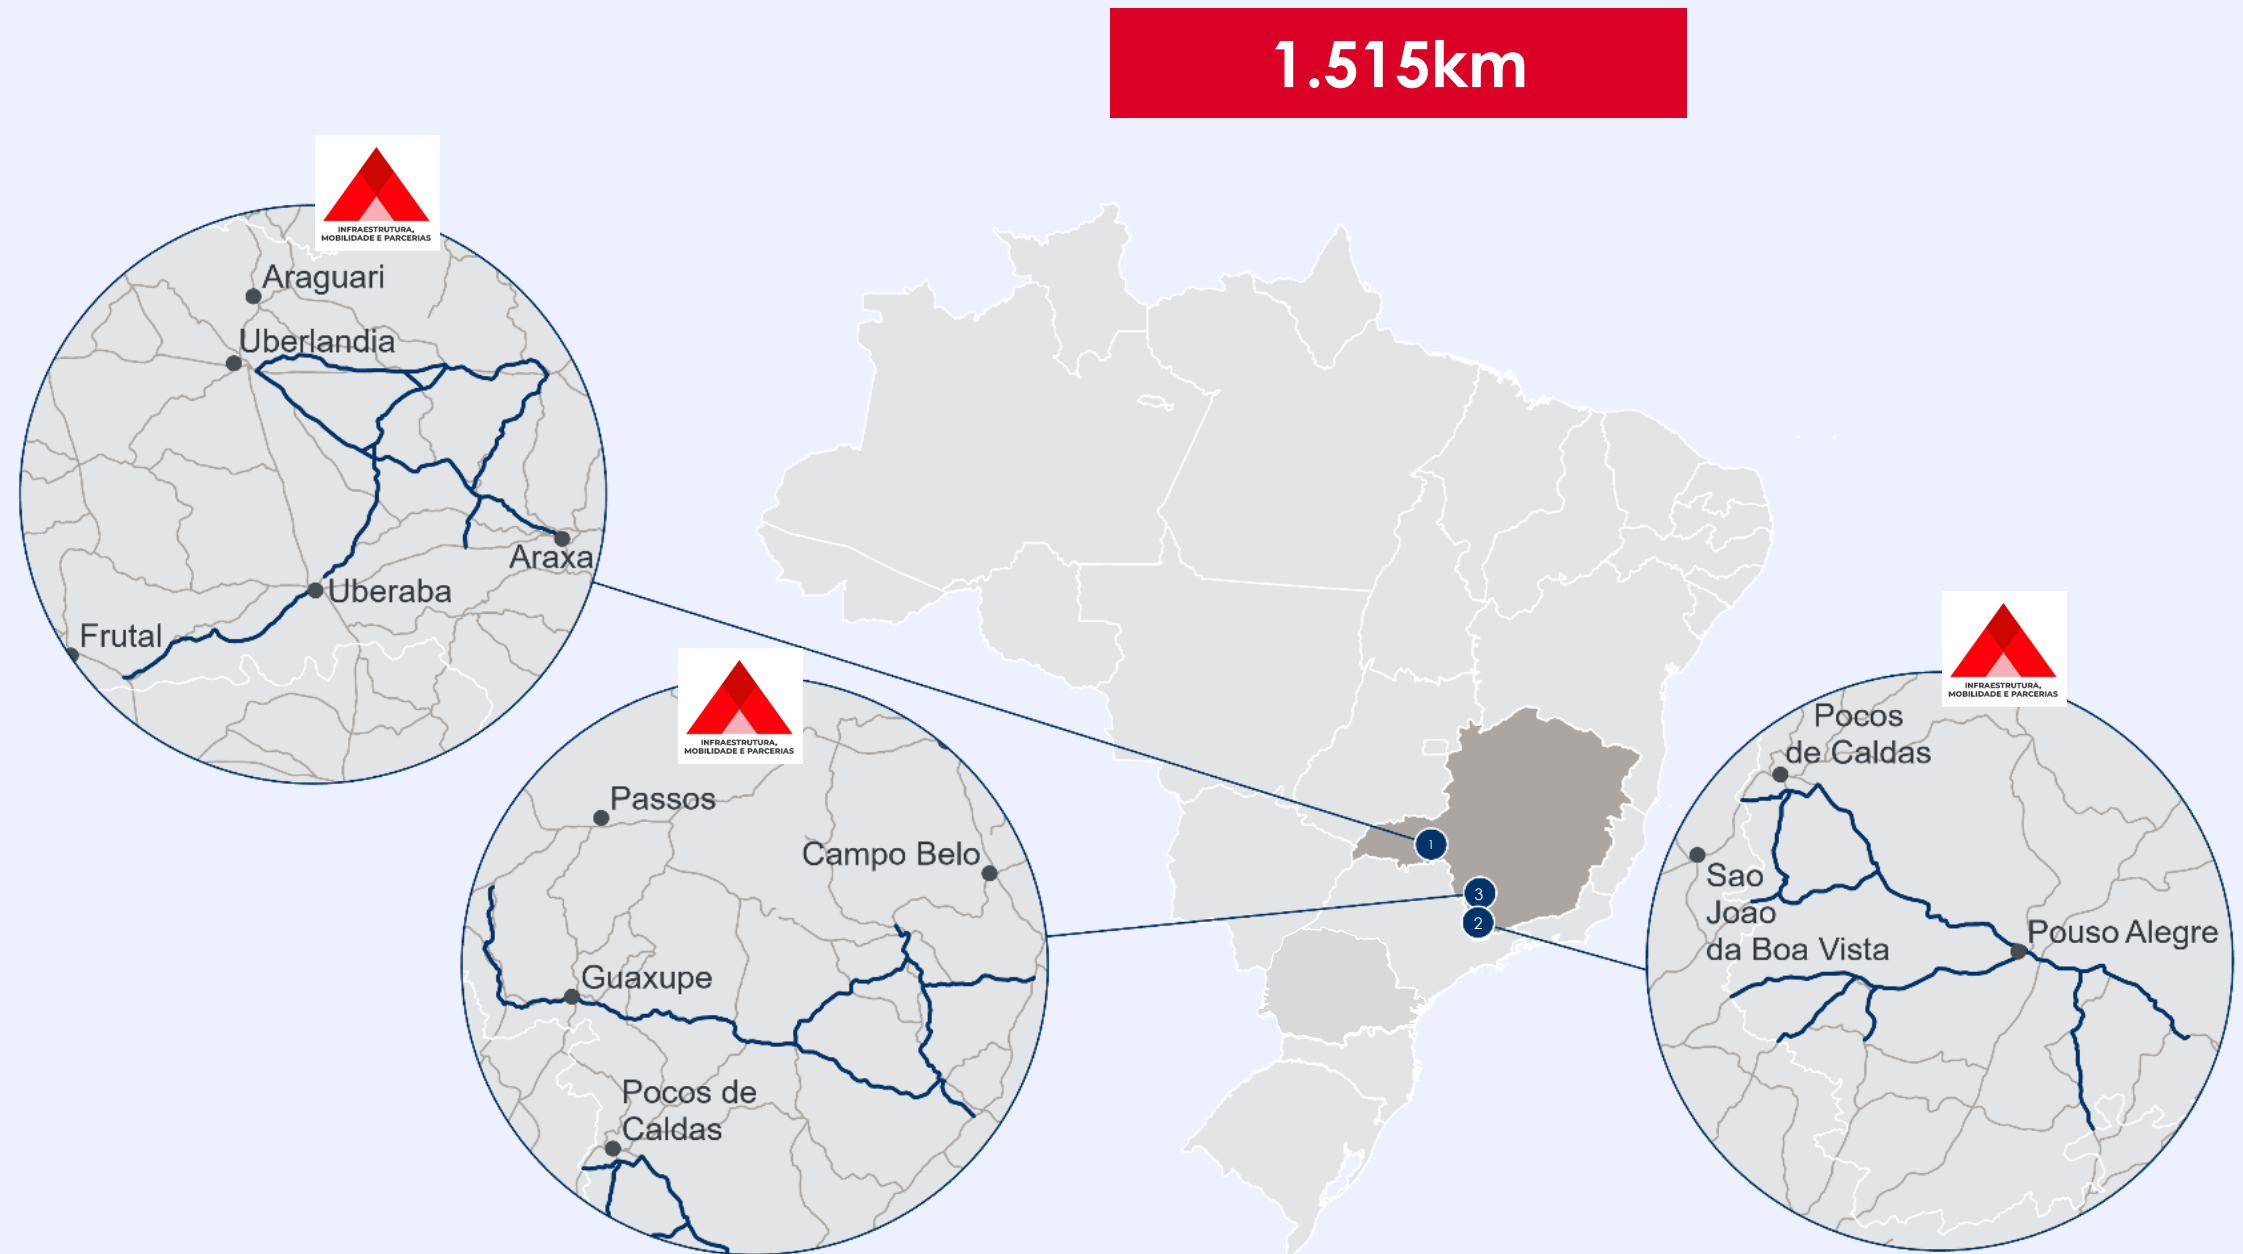 1.515km
INFRAESTRUTURA,
MOBILIDADE E PARCERIAS
Araguari
Uberlandia
Araxa
Uberaba
Frutal
INFRAESTRUTURA,
MOBILIDADE E PARCERIAS
Passos
Campo Belo
Guaxupe
Pocos de
Caldas
1
3
2
INFRAESTRUTURA,
MOBILIDADE E PARCERIAS
Pocos
de Caldas
Sao
Joao
da Boa Vista
Pouso Alegre